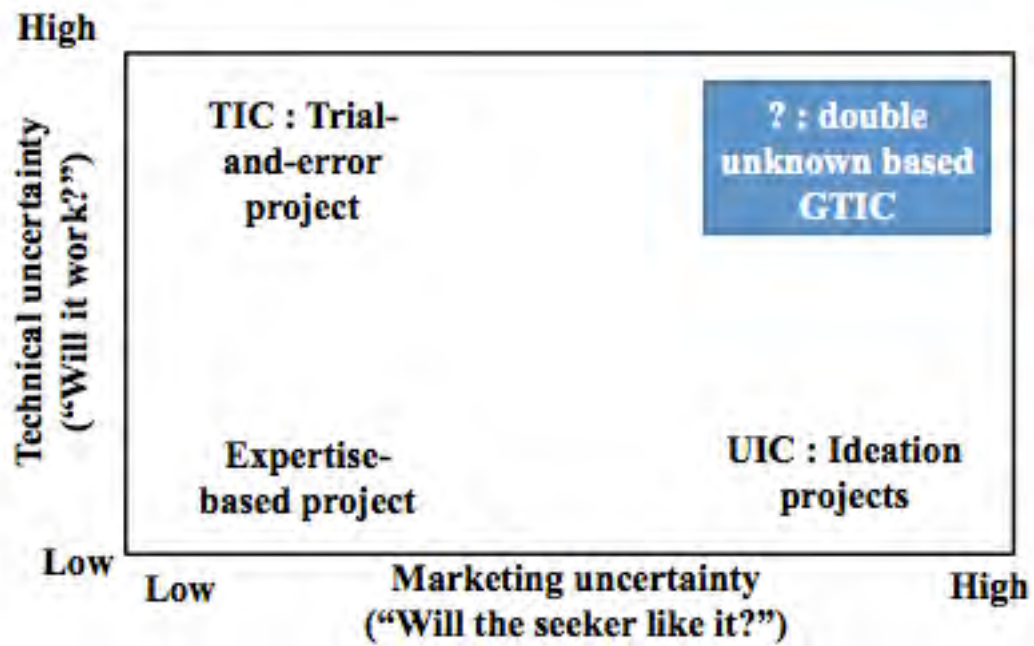 High
TIC : Trial-
and-error
project
? : double
unknown based
GTIC
Technical uncertainty
(“Will it work?”)
Expertise-
based project
UIC : Ideation
projects
Low
Low
Marketing uncertainty
(“Will the seeker like it?”)
High